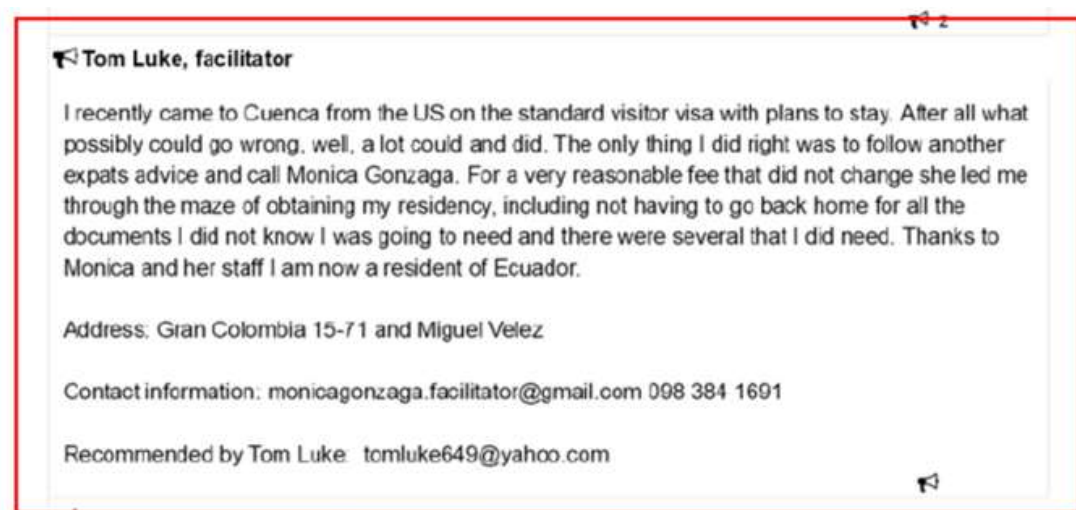 2
Tom Luke, facilitator
I recently came to Cuenca from the US on the standard visitor visa with plans to stay. After all what
possibly could go wrong, well, a lot could and did. The only thing I did right was to follow another
expats advice and call Monica Gonzaga. For a very reasonable fee that did not change she led me
through the maze of obtaining my residency, including not having to go back home for all the
documents I did not know I was going to need and there were several that I did need. Thanks to
Monica and her staff I am now a resident of Ecuador.
Address: Gran Colombia 15-71 and Miguel Velez
Contact information: monicagonzaga.facilitator@gmail.com 098 384 1691
Recommended by Tom Luke: tomluke649@yahoo.com